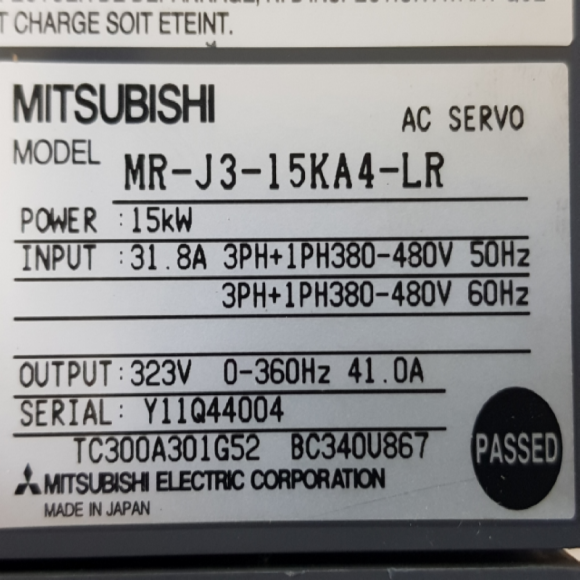 T CHARGE SOIT ETEINT.
MITSUBISHI
AC SERVO
MODEL MR-J3-15KA4-LR
POWER :15kW
INPUT :31.8A 3PH+1PH380-480V 50Hz
3PH+1PH380-480V 60Hz
OUTPUT:323V 0-360Hz 41.0A
SERIAL: Y11Q44004
TC300A301G52 BC340U867
PASSED
MITSUBISHI ELECTRIC CORPORATION
MADE IN JAPAN